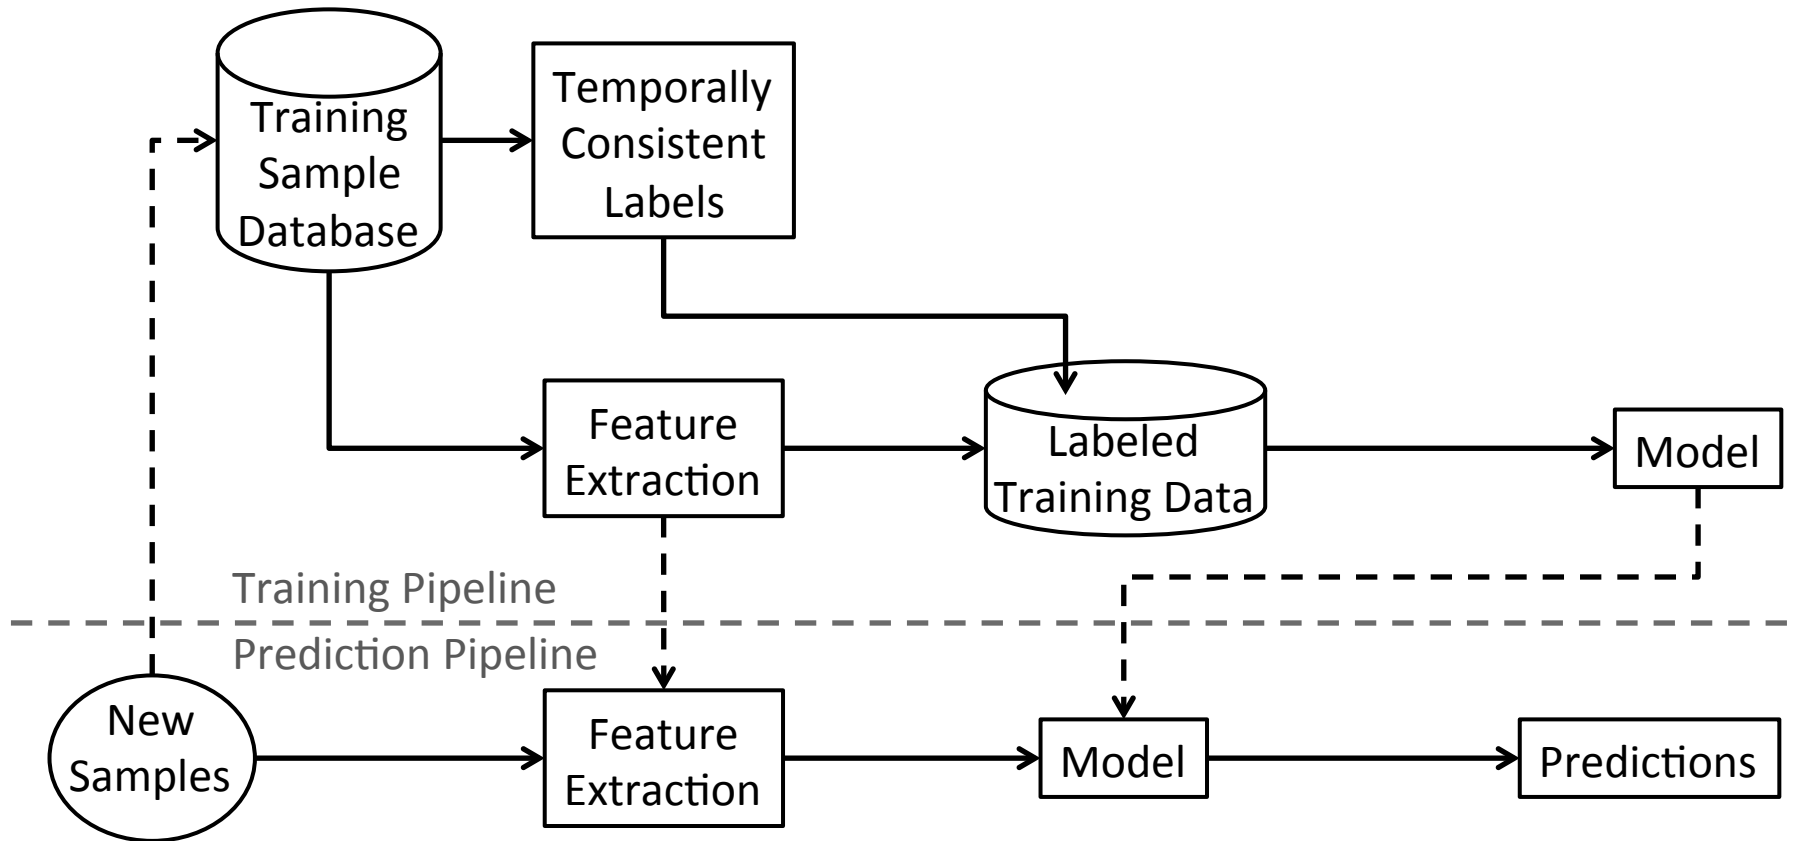 Training
Sample
Database
Temporally
Consistent
Labels
Feature
Extraction
Labeled
Training Data
Model
Training Pipeline
Prediction Pipeline
New
Samples
Feature
Extraction
Model
Predictions